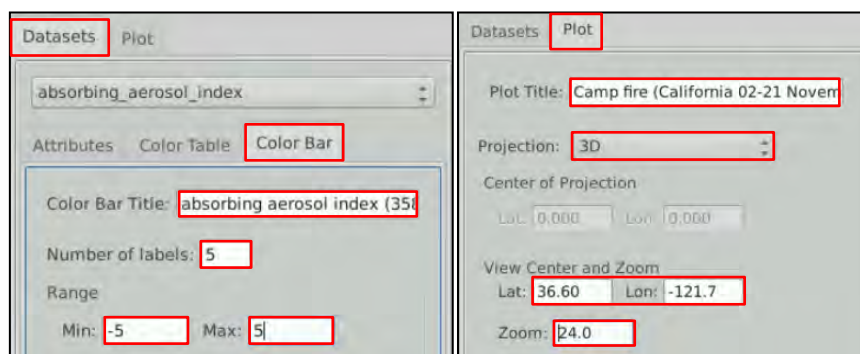 Datasets Plot
absorbing_aerosol_index
Attributes Color Table Color Bar
Color Bar Title: absorbing aerosol index (358
Number of labels: 5
Range
Min: -5 Max: 5
Datasets Plot
Plot Title: Camp fire (California 02-21 Novem
Projection: 3D
Center of Projection
Lat: 0.000 Lon: 0.000
View Center and Zoom
Lat: 36.60 Lon: -121.7
Zoom: 24.0